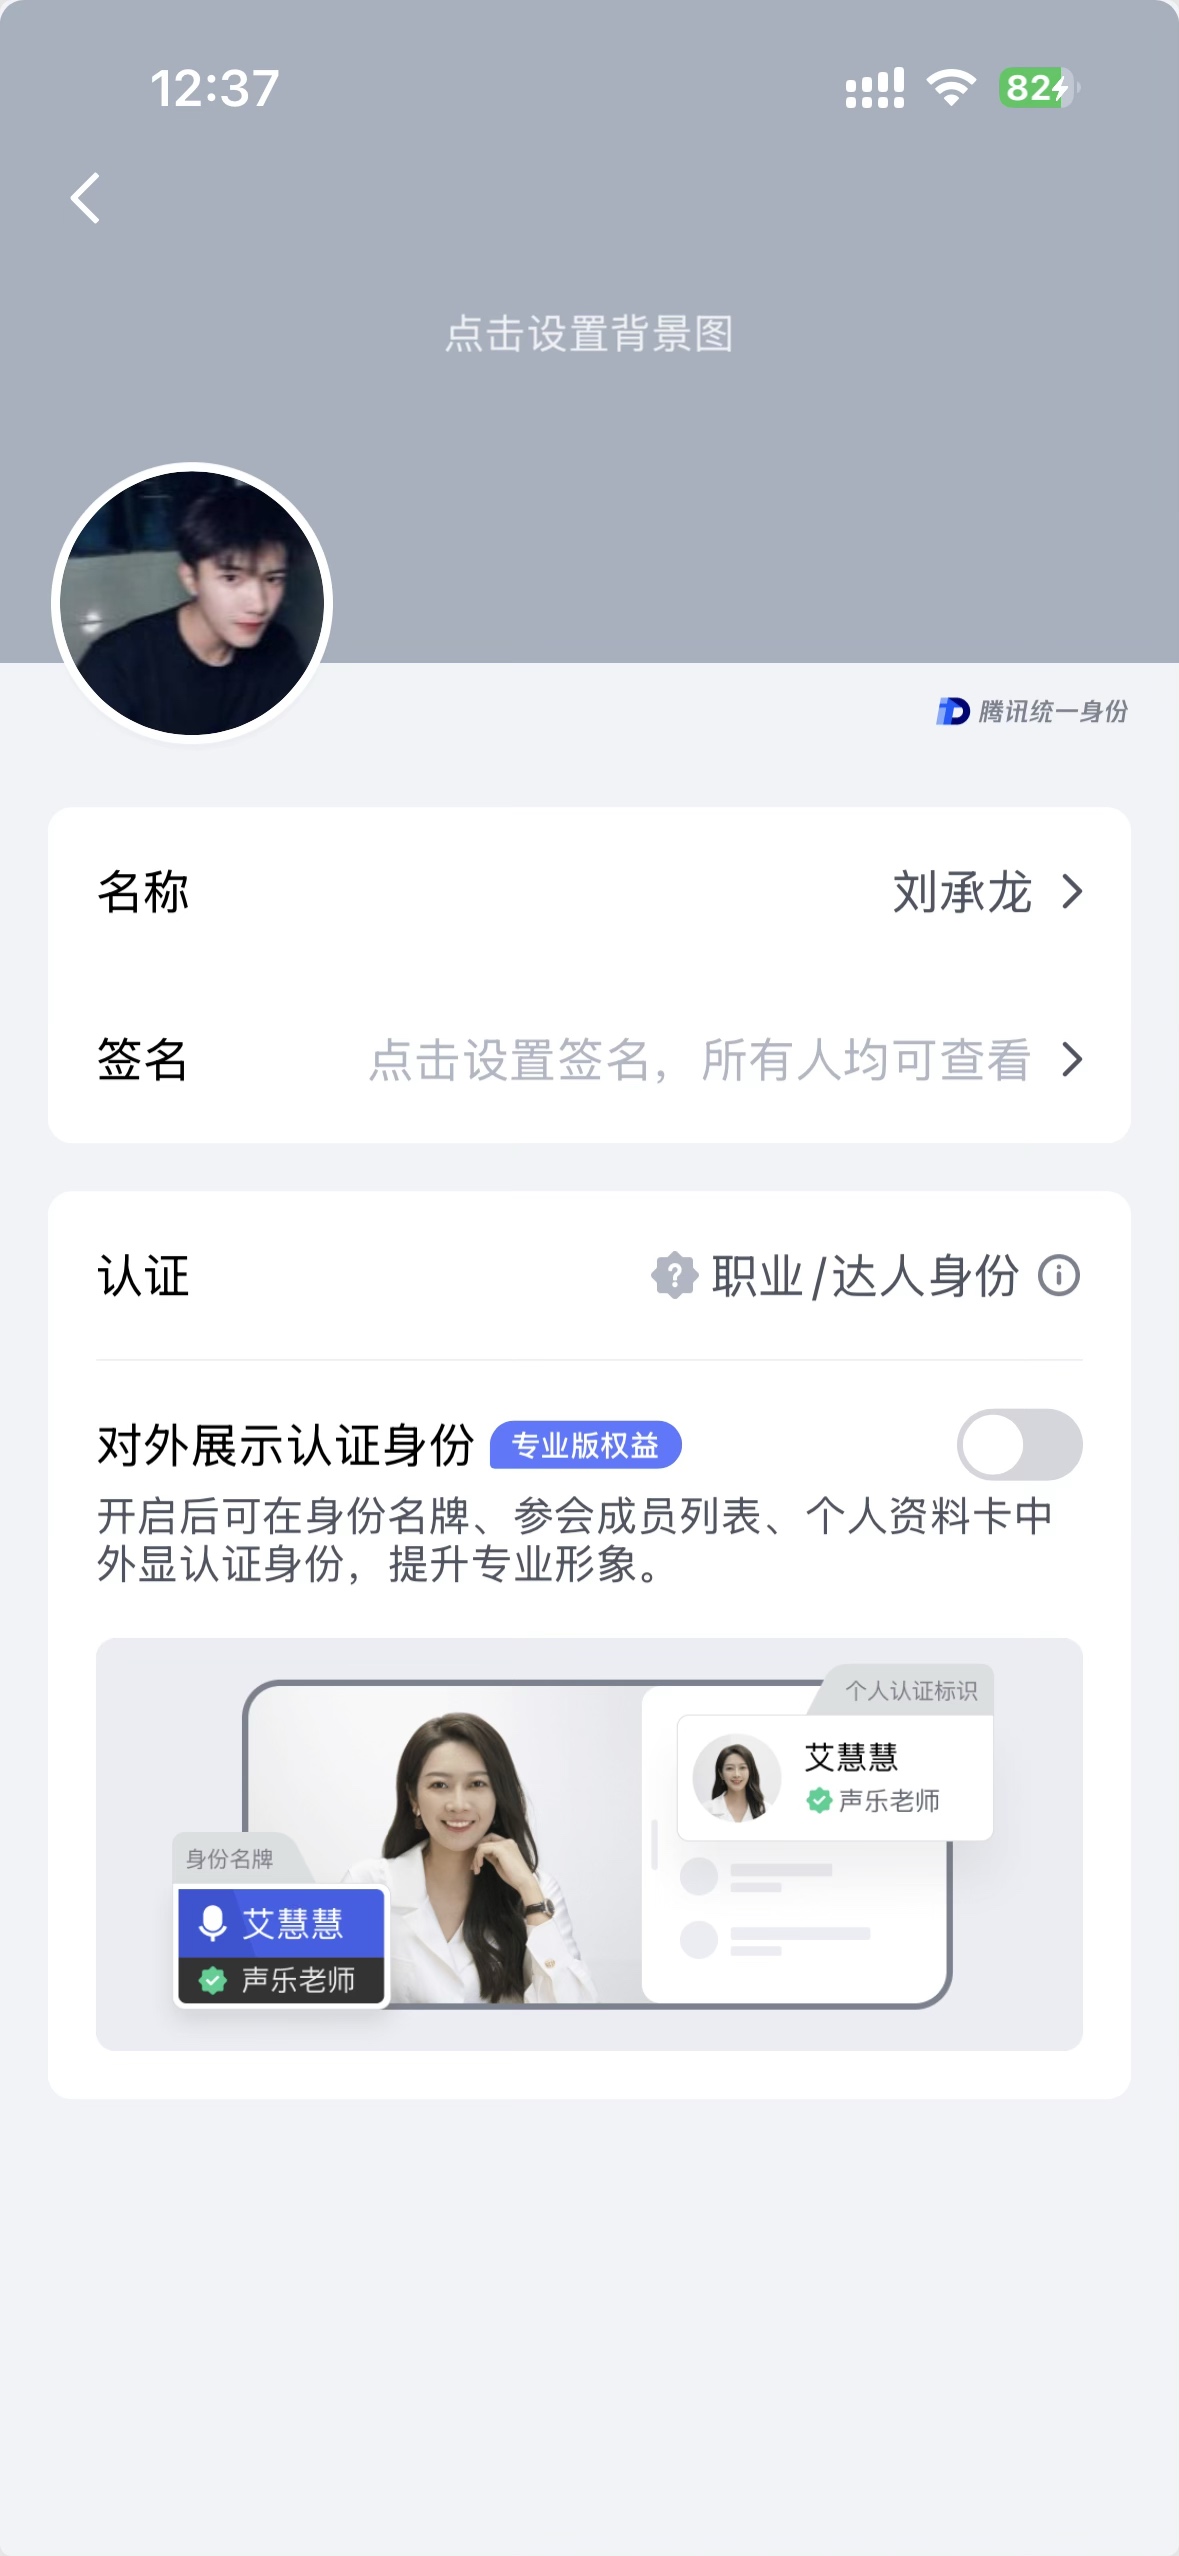 12:37
82
点击设置背景图
腾讯统一身份
名称
刘承龙
签名
点击设置签名，所有人均可查看
认证
职业/达人身份
对外展示认证身份
专业版权益
开启后可在身份名牌、参会成员列表、个人资料卡中
外显认证身份，提升专业形象。
个人认证标识
艾慧慧
声乐老师
身份名牌
艾慧慧
声乐老师